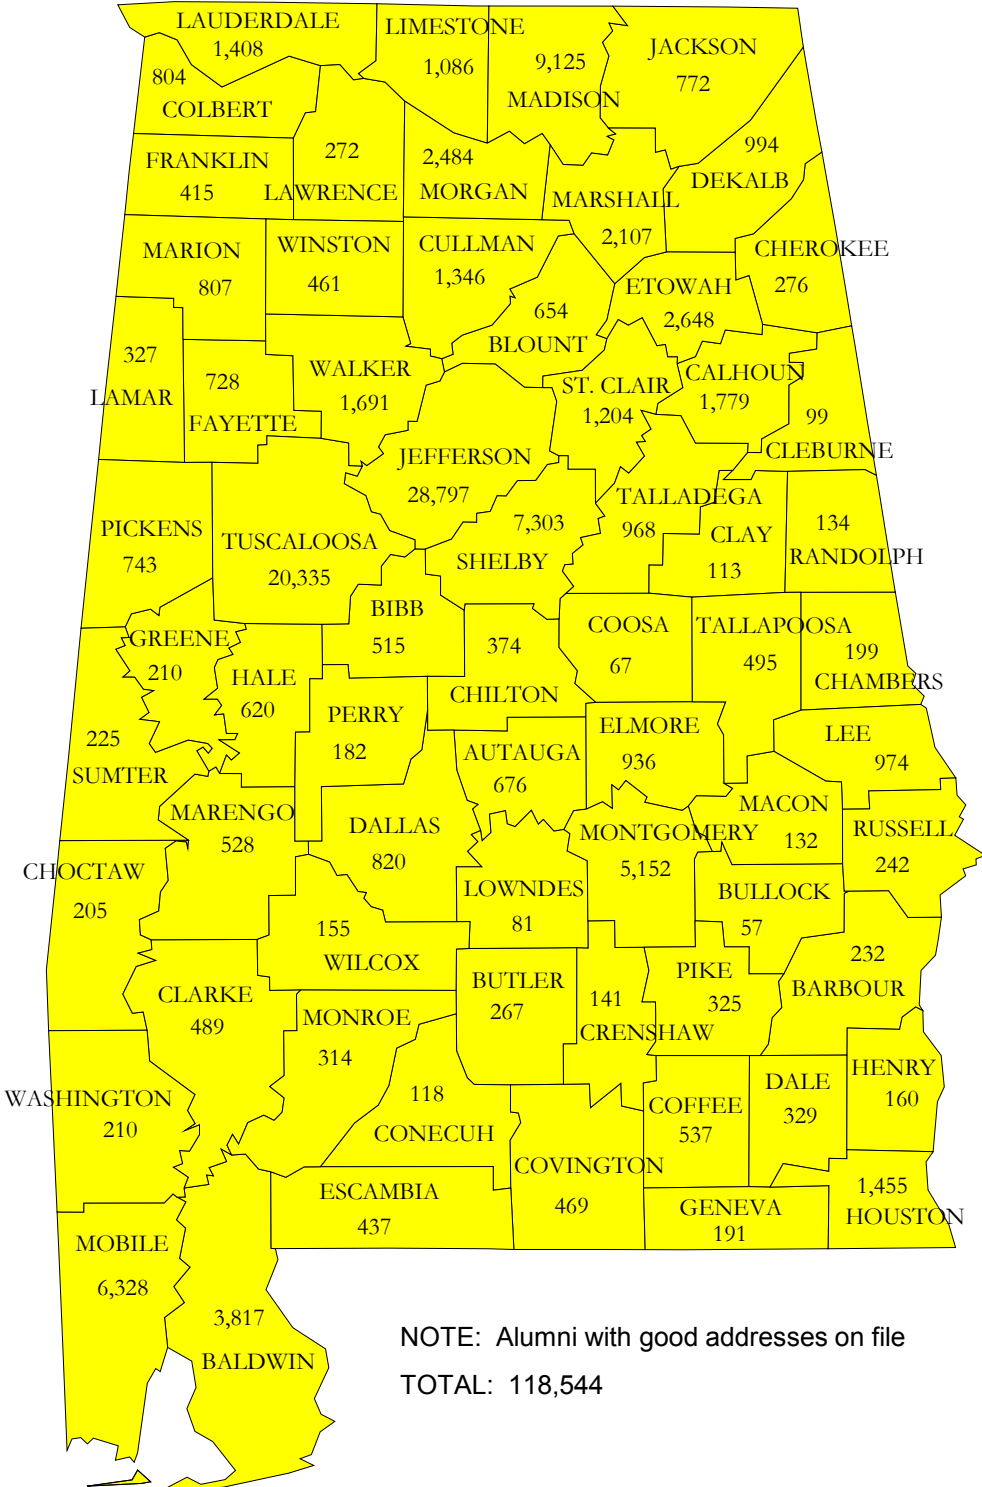 LAUDERDALE
1,408
LIMESTONE
1,086
9,125
MADISON
JACKSON
772
804
COLBERT
994
DEKALB
FRANKLIN
415
272
LAWRENCE
2,484
MORGAN
MARSHALL
2,107
MARION
807
WINSTON
461
CULLMAN
1,346
CHEROKEE
276
ETOWAH
2,648
654
BLOUNT
327
LAMAR
728
FAYETTE
WALKER
1,691
ST. CLAIR
1,204
CALHOUN
1,779
99
CLEBURNE
JEFFERSON
28,797
TALLADEGA
968
PICKENS
743
TUSCALOOSA
20,335
7,303
SHELBY
CLAY
113
134
RANDOLPH
BIBB
515
GREENE
210
HALE
620
374
CHILTON
COOSA
67
TALLAPOOSA
495
199
CHAMBERS
PERRY
182
225
SUMTER
AUTAUGA
676
ELMORE
936
LEE
974
MARENGO
528
DALLAS
820
MONTGOMERY
5,152
MACON
132
RUSSELL
242
CHOCTAW
205
LOWNDES
81
BULLOCK
57
155
WILCOX
BUTLER
267
PIKE
325
232
BARBOUR
CLARKE
489
MONROE
314
141
CRENSHAW
WASHINGTON
210
118
CONECUH
COFFEE
537
DALE
329
HENRY
160
COVINGTON
469
ESCAMBIA
437
GENEVA
191
1,455
HOUSTON
MOBILE
6,328
3,817
BALDWIN
NOTE: Alumni with good addresses on file
TOTAL: 118,544